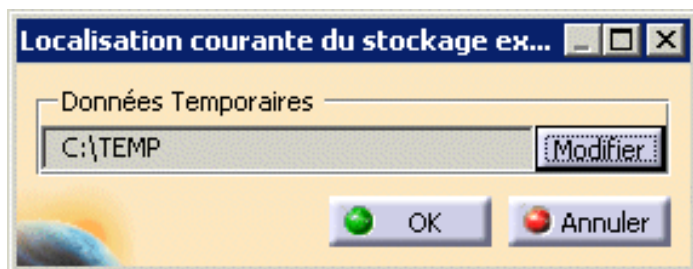 Localisation courante du stockage ex...
Données Temporaires
C:\TEMP Modifier
OK Annuler